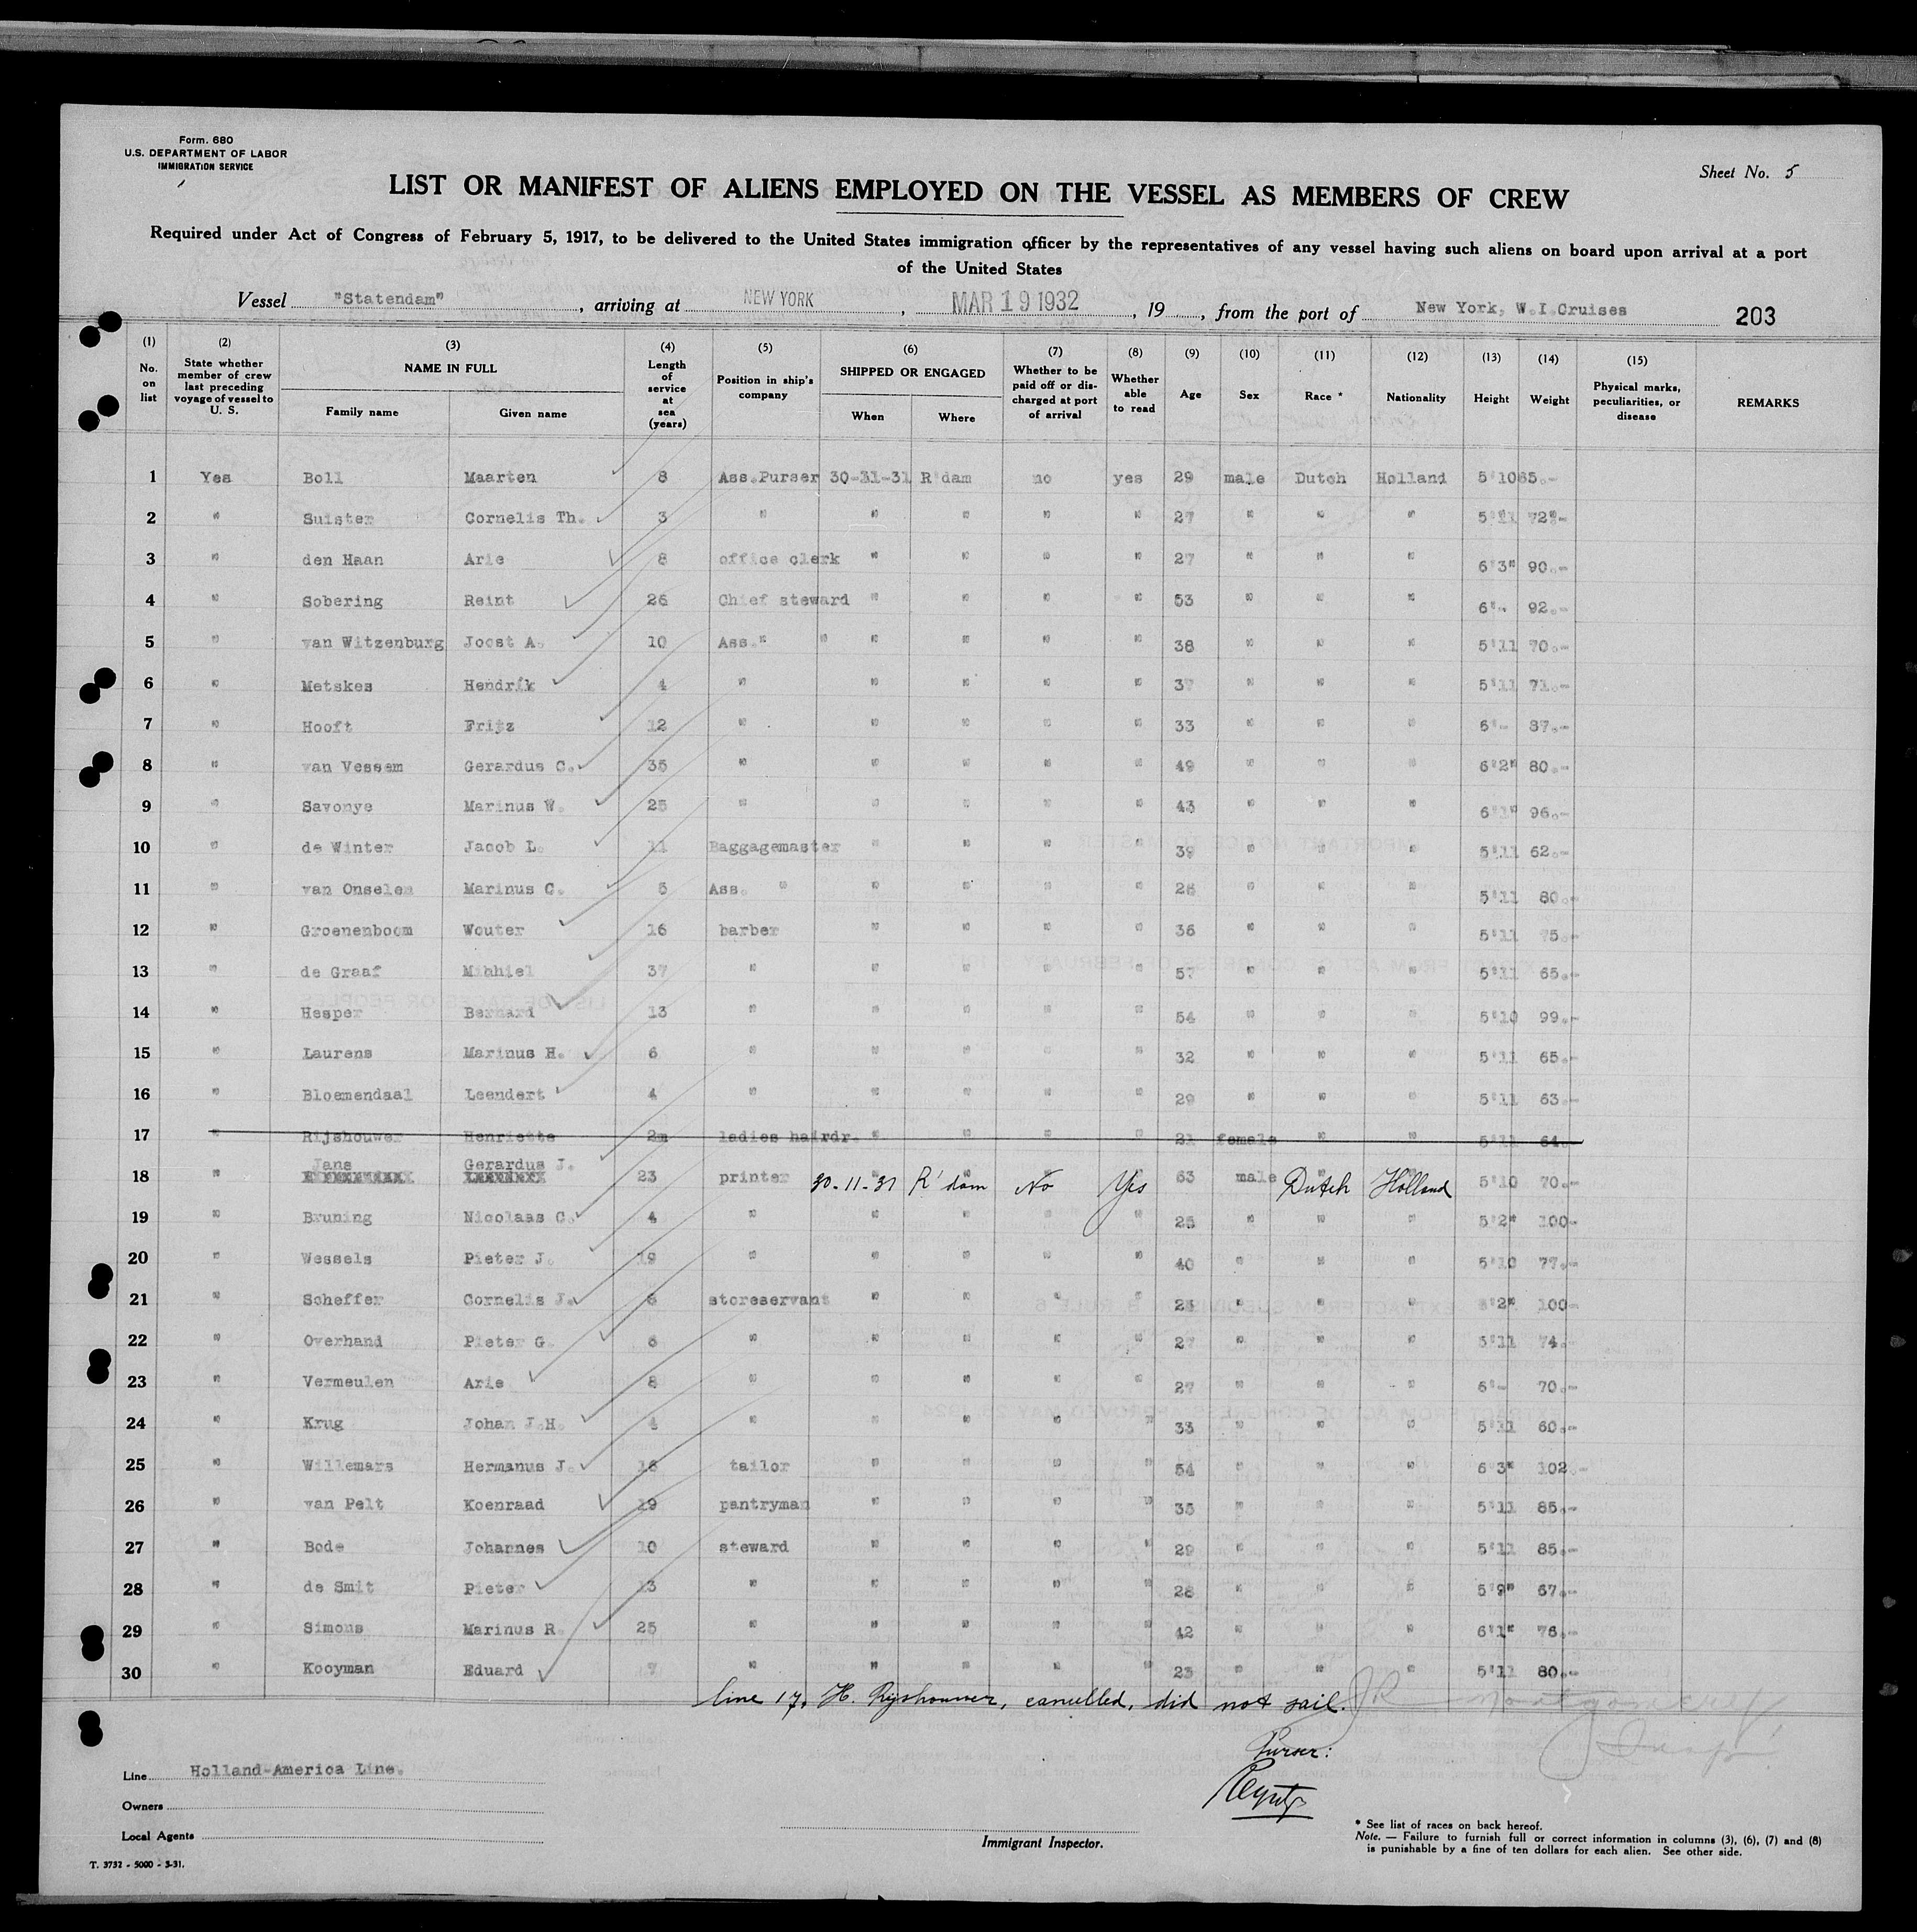 Form. 680
U.S. DEPARTMENT OF LABOR
IMMIGRATION SERVICE
Sheet No. 5
LIST OR MANIFEST OF ALIENS EMPLOYED ON THE VESSEL AS MEMBERS OF CREW
Required under Act of Congress of February 5, 1917, to be delivered to the United States immigration officer by the representatives of any vessel having such aliens on board upon arrival at a port
of the United States
Vessel "Statendam", arriving at NEW YORK, MAR 19 1932, 19, from the port of New York, W.I.Cruises 203
(1) No. on list (2) State whether member of crew last preceding voyage of vessel to U. S. (3) NAME IN FULL Family name Given name (4) Length of service at sea (years) (5) Position in ship's company (6) SHIPPED OR ENGAGED When Where (7) Whether to be paid off or discharged at port of arrival (8) Whether able to read (9) Age (10) Sex (11) Race * (12) Nationality (13) Height (14) Weight (15) Physical marks, peculiarities, or disease REMARKS
1 Yes Boll Maarten 8 Ass.Purser 30-11-31 R'dam no yes 29 male Dutch Holland 5'10 65.-
2 " Suister Cornelis Th. 3 " " " " " 27 " " " 5'11 72.-
3 " den Haan Arie 8 office clerk " " " " 27 " " " 6'3" 90.-
4 " Sobering Reint 26 Chief steward " " " " 53 " " " 6'- 92.-
5 " van Witzenburg Joost A. 10 Ass." " " " " " 38 " " " 5'11 70.-
6 " Metskes Hendrik 4 " " " " " 37 " " " 5'11 71.-
7 " Hooft Fritz 12 " " " " " 33 " " " 6'- 87.-
8 " van Vessem Gerardus C. 35 " " " " " 49 " " " 6'2" 80.-
9 " Savonye Marinus W. 25 " " " " " 43 " " " 6'1" 96.-
10 " de Winter Jacob L. 11 Baggagemaster " " " " 39 " " " 5'11 62.-
11 " van Onselen Marinus C. 5 Ass. " " " " " 28 " " " 5'11 80.-
12 " Groenenboom Wouter 16 barber " " " " 36 " " " 5'11 75.-
13 " de Graaf Michiel 37 " " " " " 57 " " " 5'11 65.-
14 " Hesper Bernard 13 " " " " " 54 " " " 5'10 99.-
15 " Laurens Marinus H. 6 " " " " " 32 " " " 5'11 65.-
16 " Bloemendaal Leendert 4 " " " " " 29 " " " 5'11 63.-
17 " Rijshouwer Henriette 2m ladies hairdr. " " " " 21 female " " 5'11 64.-
Jans Gerardus J.
18 " 23 printer 30-11-31 R'dam No Yes 63 male Dutch Holland 5'10 70.-
19 " Bruning Nicolaas C. 4 " " " " " 25 " " " 5'2" 100-
20 " Wessels Pieter J. 19 " " " " " 40 " " " 5'10 77.-
21 " Scheffer Cornelis J. 6 storeservant " " " " 25 " " " 6'2" 100-
22 " Overhand Pieter G. 6 " " " " " 27 " " " 5'11 74.
23 " Vermeulen Arie 8 " " " " " 27 " " " 6'- 70.-
24 " Krug Johan J.H. 4 " " " " " 33 " " " 5'11 60.-
25 " Willemars Hermanus J. 16 tailor " " " " 54 " " " 6'3" 102.-
26 " van Pelt Koenraad 19 pantryman " " " " 35 " " " 5'11 85.-
27 " Bode Johannes 10 steward " " " " 29 " " " 5'11 85.-
28 " de Smit Pieter 13 " " " " " 28 " " " 5'9" 67.-
29 " Simons Marinus R. 25 " " " " " 42 " " " 6'1" 76.-
30 " Kooyman Eduard 7 " " " " " 23 " " " 5'11 80.-
line 17, H. Rijshouwer, cancelled, did not sail.
Purser:
Line Holland-America Line.
Owners
Local Agents
Immigrant Inspector.
* See list of races on back hereof.
Note. — Failure to furnish full or correct information in columns (3), (6), (7) and (8)
is punishable by a fine of ten dollars for each alien. See other side.
T. 3732 - 5000 - 3-31.